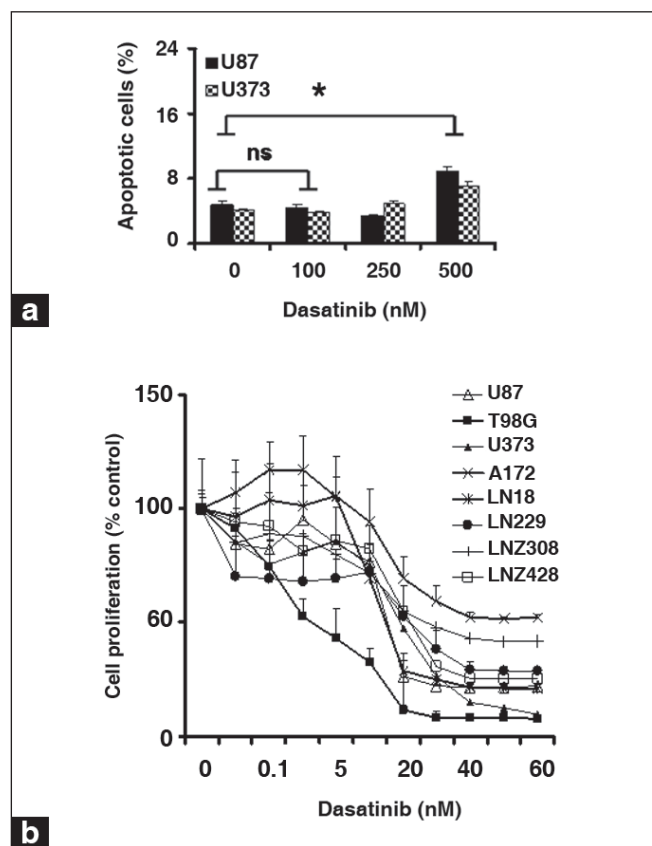 24
16
8
0
Apoptotic cells (%)
U87
U373
*
ns
0 100 250 500
Dasatinib (nM)
a
150
100
60
0
Cell proliferation (% control)
U87
T98G
U373
A172
LN18
LN229
LNZ308
LNZ428
0 0.1 5 20 40 60
Dasatinib (nM)
b